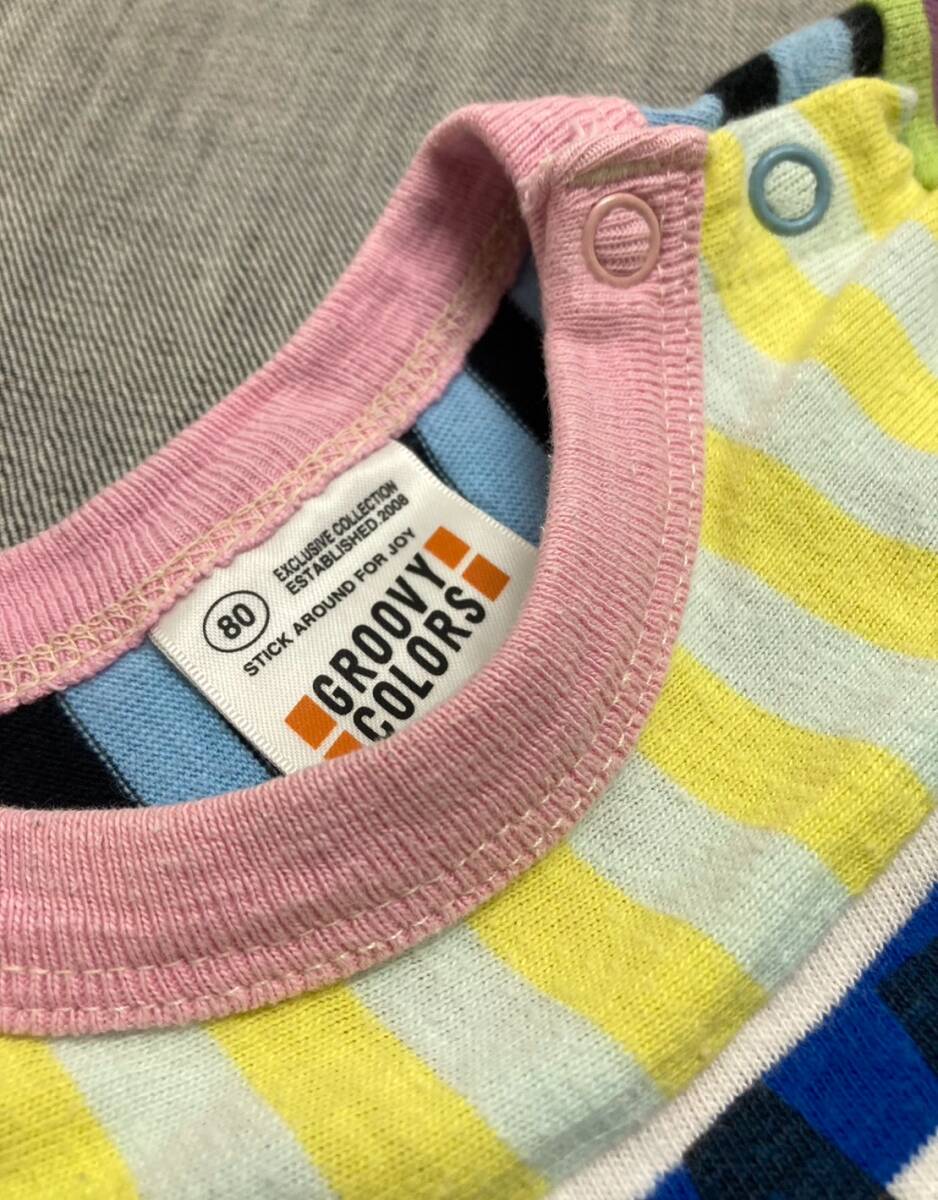 80
EXCLUSIVE COLLECTION
ESTABLISHED.2008
STICK AROUND FOR JOY
GROOVY
COLORS